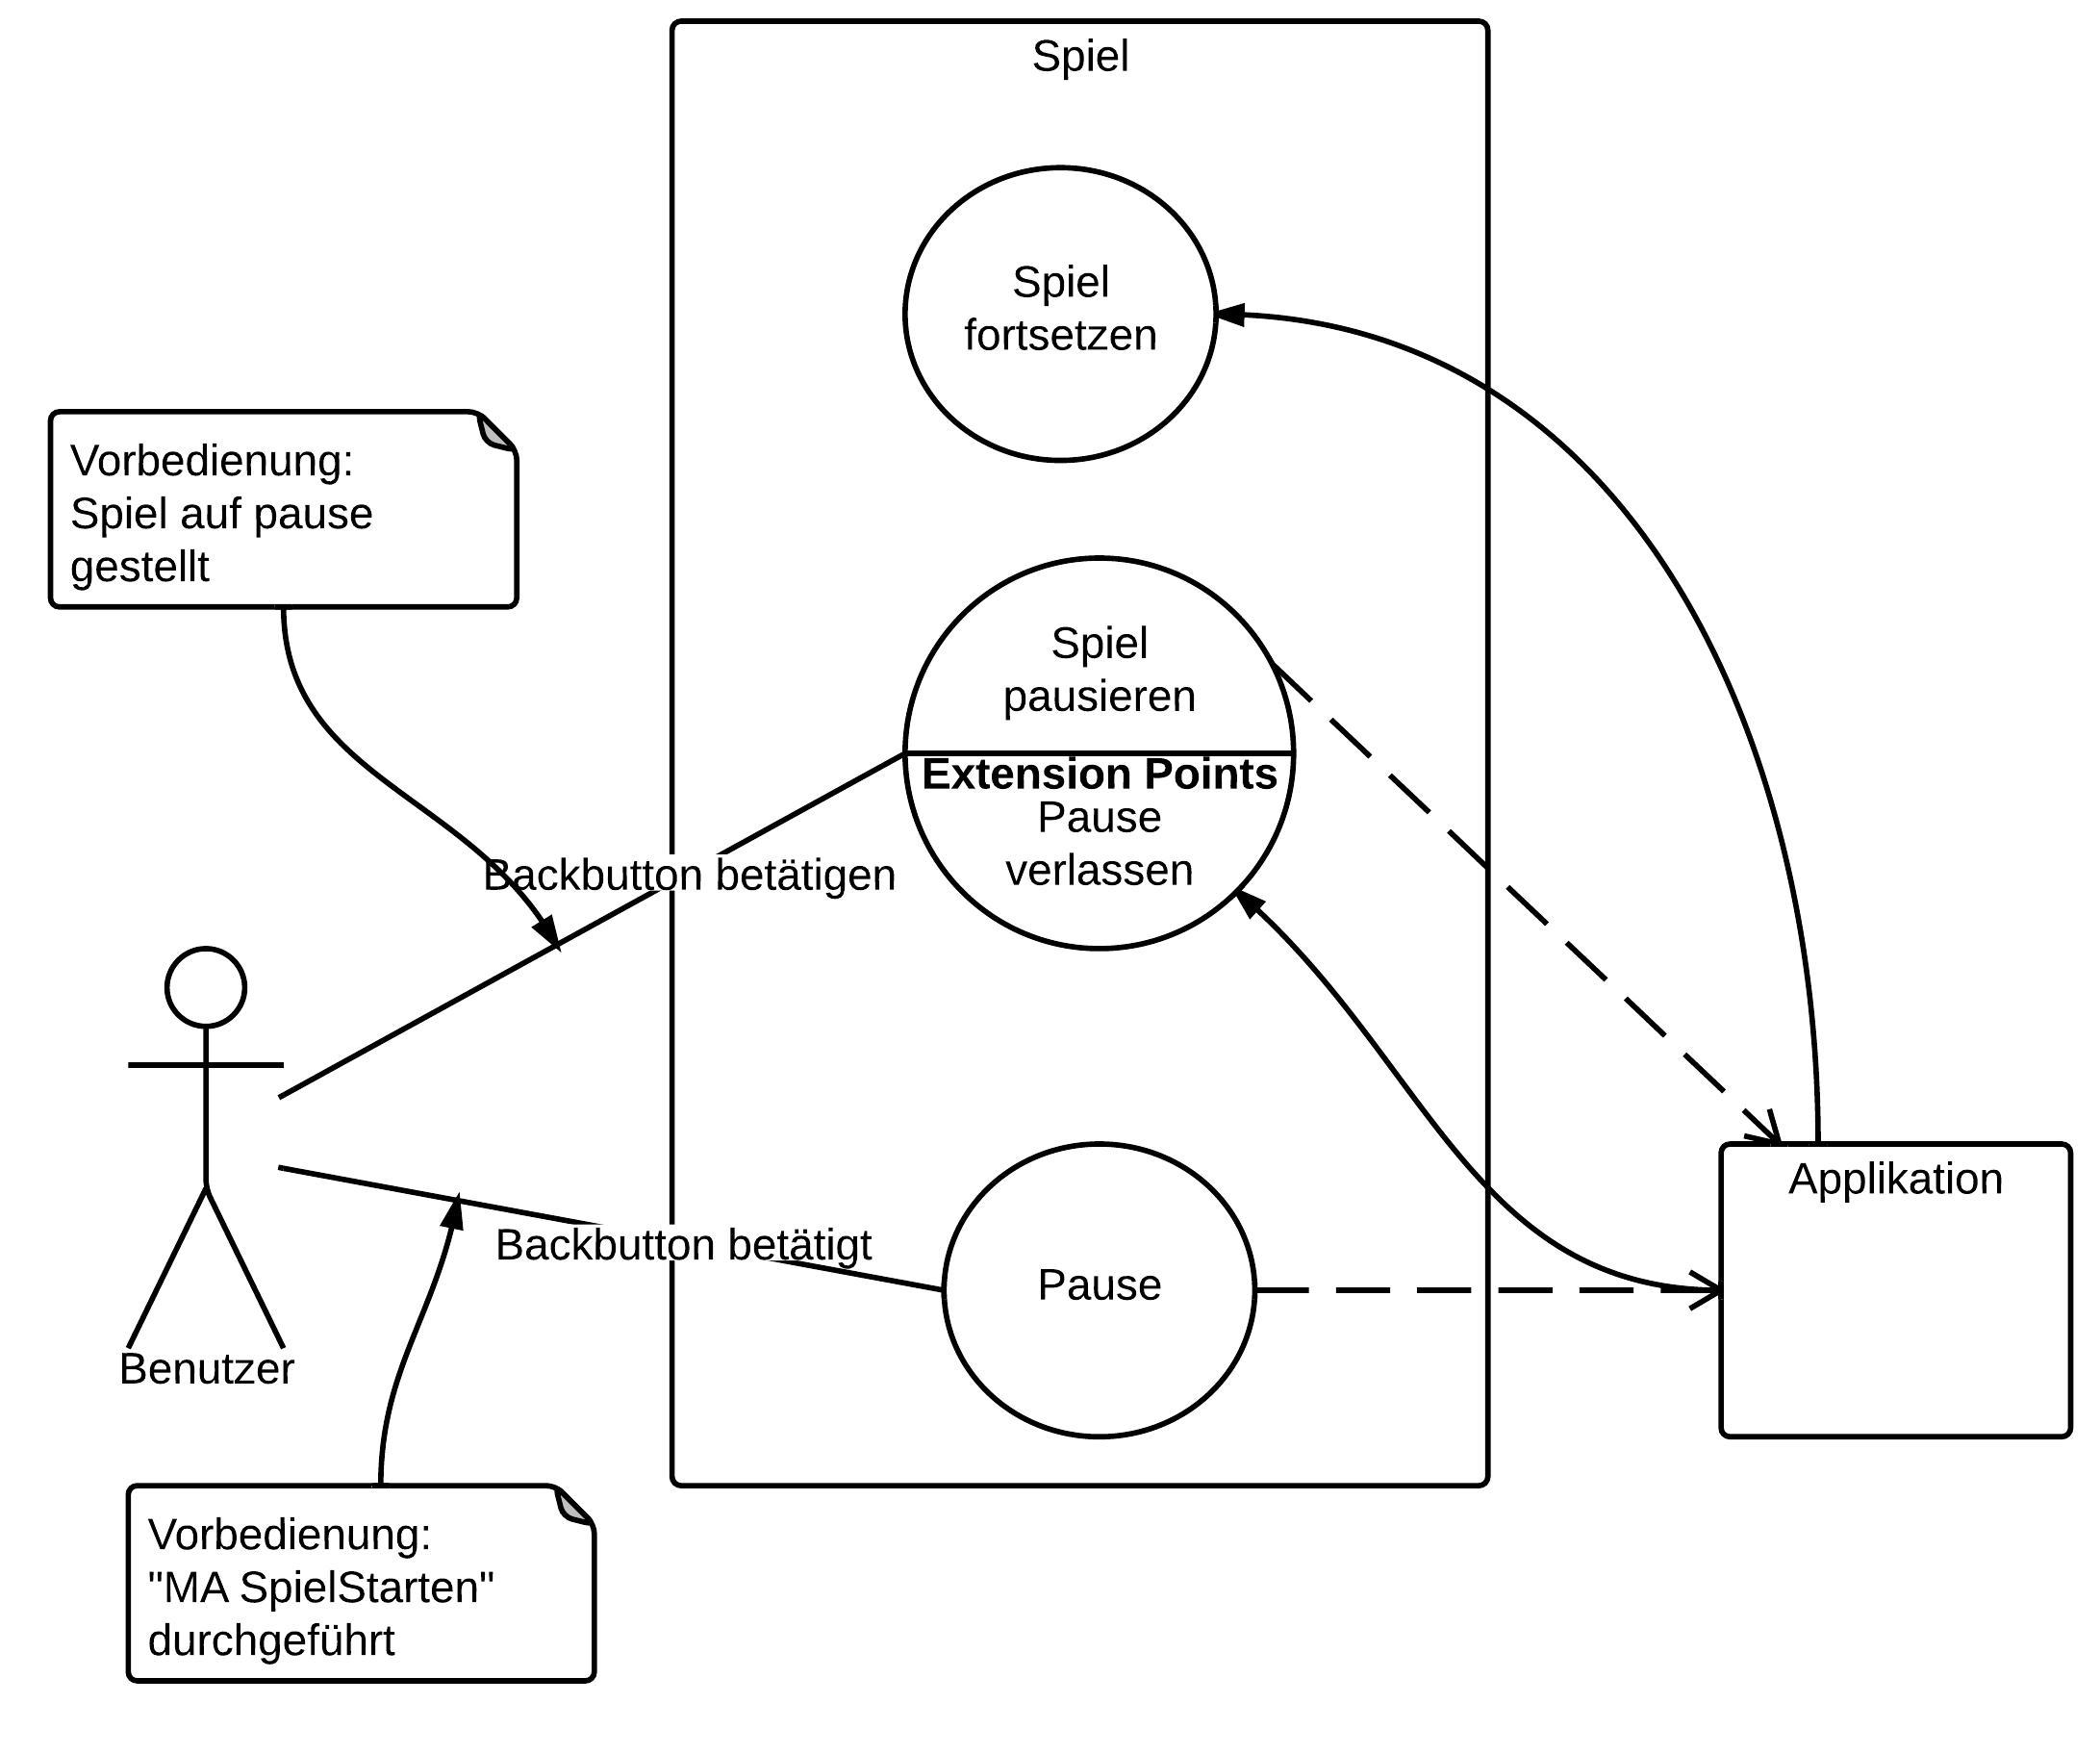 Spiel
Spiel
fortsetzen
Vorbedienung:
Spiel auf pause
gestellt
Spiel
pausieren
Extension Points
Pause
verlassen
Backbutton betätigen
Applikation
Backbutton betätigt
Pause
Benutzer
Vorbedienung:
"MA SpielStarten"
durchgeführt